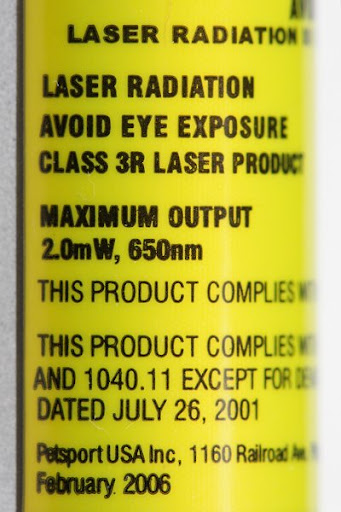 LASER RADIATION
LASER RADIATION
AVOID EYE EXPOSURE
CLASS 3R LASER PRODUCT
MAXIMUM OUTPUT
2.0mW, 650nm
THIS PRODUCT COMPLIES
THIS PRODUCT COMPLIES
AND 1040.11 EXCEPT FOR
DATED JULY 26, 2001
Petsport USA Inc, 1160 Railroad Ave.
February. 2006